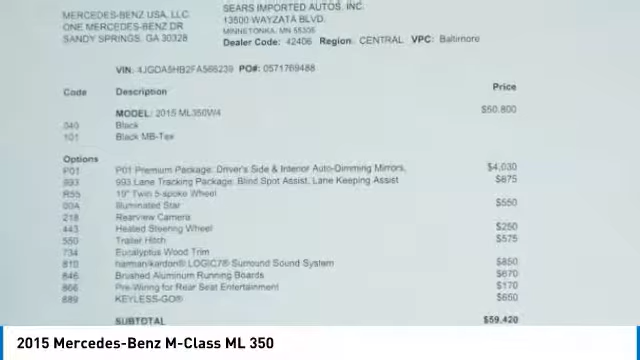 MERCEDES-BENZ USA, LLC
ONE MERCEDES-BENZ DR
SANDY SPRINGS, GA 30328
SEARS IMPORTED AUTOS, INC.
13500 WAYZATA BLVD.
MINNETONKA, MN 55305
Dealer Code: 42406 Region: CENTRAL VPC: Baltimore
VIN: 4JGDA5HB2FA566239 PO#: 0571769488
Code Description Price
MODEL: 2015 ML350W4 $50,800
040 Black
101 Black MB-Tex
Options
P01 P01 Premium Package: Driver's Side & Interior Auto-Dimming Mirrors, $4,030
993 993 Lane Tracking Package: Blind Spot Assist, Lane Keeping Assist $875
R55 19" Twin 5-spoke Wheel
00A Illuminated Star $550
218 Rearview Camera
443 Heated Steering Wheel $250
550 Trailer Hitch $575
734 Eucalyptus Wood Trim
810 harman/kardon® LOGIC7® Surround Sound System $850
846 Brushed Aluminum Running Boards $670
866 Pre-Wiring for Rear Seat Entertainment $170
889 KEYLESS-GO® $650
SUBTOTAL $59,420
2015 Mercedes-Benz M-Class ML 350